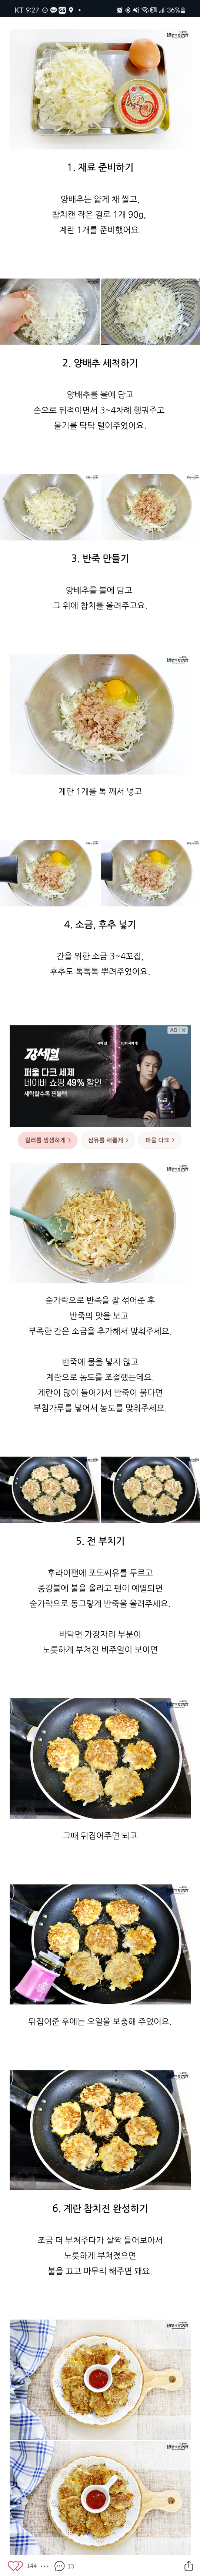 KT 9:27
36%
1. 재료 준비하기
양배추는 얇게 채 썰고,
참치캔 작은 걸로 1개 90g,
계란 1개를 준비했어요.
2. 양배추 세척하기
양배추를 볼에 담고
손으로 뒤적이면서 3~4차례 헹궈주고
물기를 탁탁 털어주었어요.
3. 반죽 만들기
양배추를 볼에 담고
그 위에 참치를 올려주고요.
계란 1개를 톡 깨서 넣고
4. 소금, 후추 넣기
간을 위한 소금 3~4꼬집,
후추도 톡톡톡 뿌려주었어요.
AD
강세일
퍼울 다크 세제
네이버 쇼핑 49% 할인
컬러를 생생하게 >
섬유를 새롭게 >
퍼울 다크 >
숟가락으로 반죽을 잘 섞어준 후
반죽의 맛을 보고
부족한 간은 소금을 추가해서 맞춰주세요.
반죽에 물을 넣지 않고
계란으로 농도를 조절했는데요.
계란이 많이 들어가서 반죽이 묽다면
부침가루를 넣어서 농도를 맞춰주세요.
5. 전 부치기
후라이팬에 포도씨유를 두르고
중강불에 불을 올리고 팬이 예열되면
숟가락으로 동그랗게 반죽을 올려주세요.
바닥면 가장자리 부분이
노릇하게 부쳐진 비주얼이 보이면
그때 뒤집어주면 되고
뒤집어준 후에는 오일을 보충해 주었어요.
6. 계란 참치전 완성하기
조금 더 부쳐주다가 살짝 들어보아서
노릇하게 부쳐졌으면
불을 끄고 마무리 해주면 돼요.
144
13